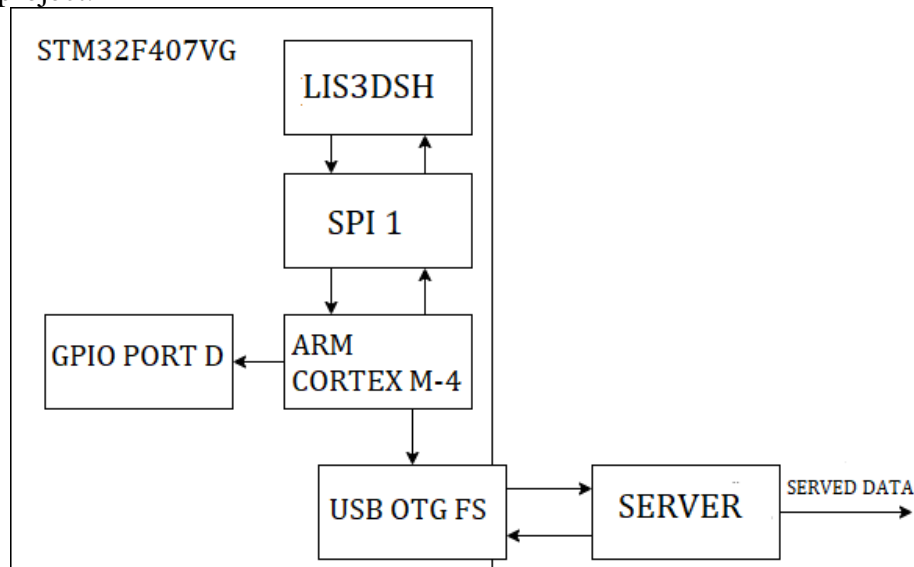 STM32F407VG
LIS3DSH
SPI 1
GPIO PORT D
ARM
CORTEX M-4
USB OTG FS
SERVER
SERVED DATA